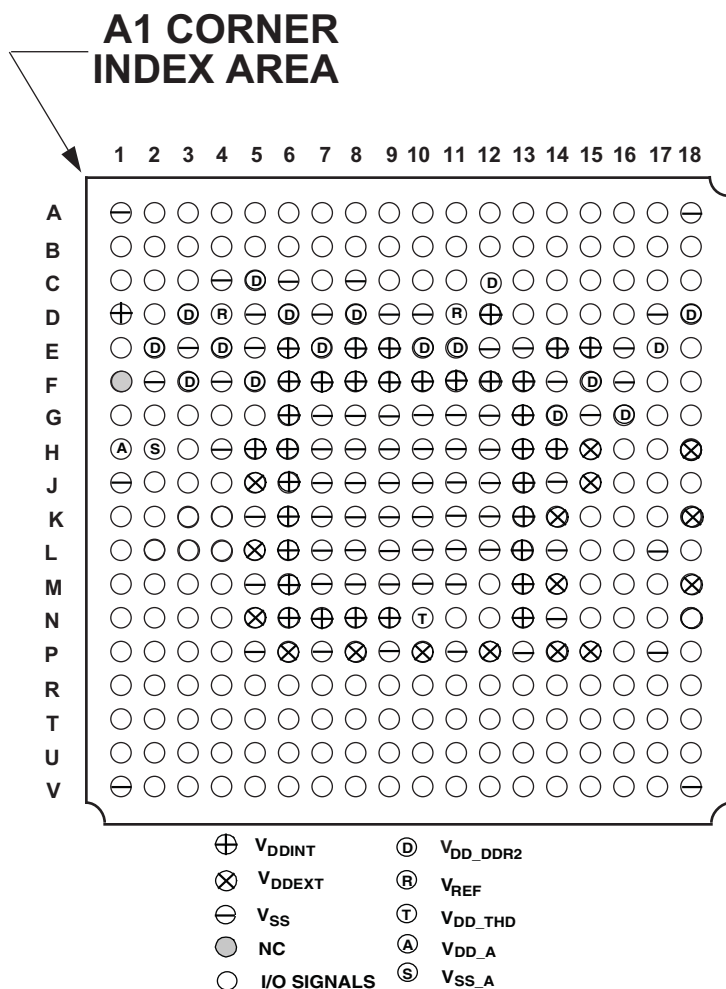 A1 CORNER
INDEX AREA
1 2 3 4 5 6 7 8 9 10 11 12 13 14 15 16 17 18
A
B
C D D
D D R D D R D
E D D D D D D
F D D D
G D D
H A S
J
K
L
M
N T
P
R
T
U
V
VDDINT D VDD_DDR2
VDDEXT R VREF
VSS T VDD_THD
NC A VDD_A
I/O SIGNALS S VSS_A